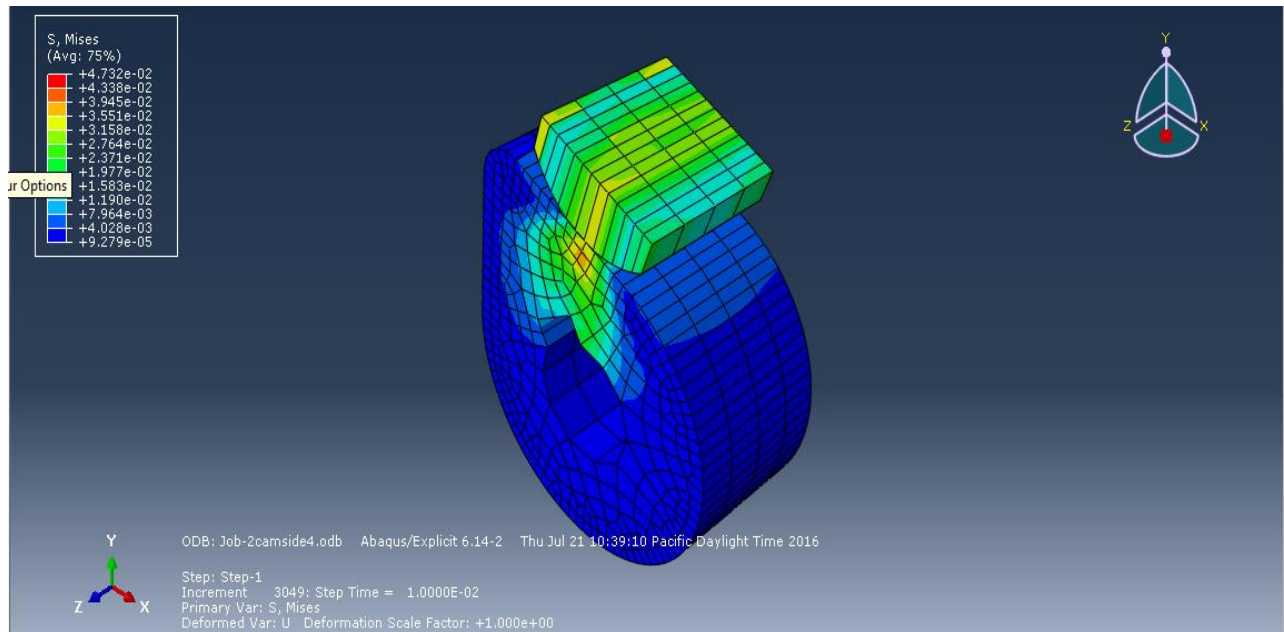 S, Mises
(Avg: 75%)
+4.732e-02
+4.338e-02
+3.945e-02
+3.551e-02
+3.158e-02
+2.764e-02
+2.371e-02
+1.977e-02
+1.583e-02
+1.190e-02
+7.964e-03
+4.028e-03
+9.279e-05
ur Options
Y
Z X
Y
Z X
ODB: Job-2camside4.odb Abaqus/Explicit 6.14-2 Thu Jul 21 10:39:10 Pacific Daylight Time 2016
Step: Step-1
Increment 3049: Step Time = 1.0000E-02
Primary Var: S, Mises
Deformed Var: U Deformation Scale Factor: +1.000e+00